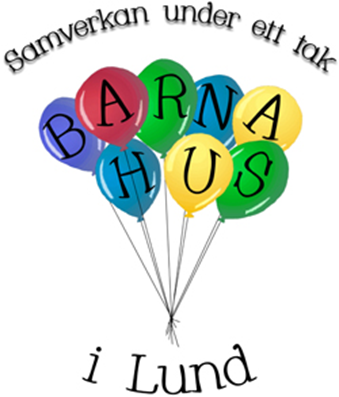 Samverkan under ett tak
BARNA
HUS
i Lund